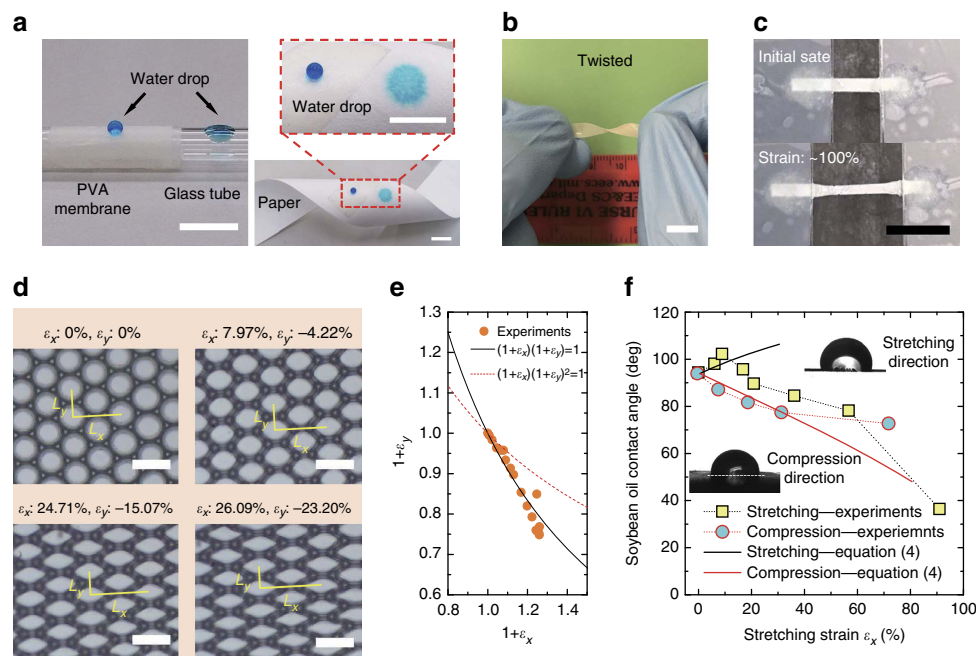 a
Water drop
PVA
membrane
Glass tube
Water drop
Paper
b
Twisted
c
Initial sate
Strain: ~100%
d
εx: 0%, εy: 0%
εx: 7.97%, εy: –4.22%
Ly
Lx
Ly
Lx
εx: 24.71%, εy: –15.07%
εx: 26.09%, εy: –23.20%
Ly
Lx
Ly
Lx
e
1.3
1.2
1.1
1.0
0.9
0.8
0.7
1+εy
Experiments
(1+εx)(1+εy)=1
(1+εx)(1+εy)²=1
0.8 1.0 1.2 1.4
1+εx
f
120
100
80
60
40
20
0
Soybean oil contact angle (deg)
Stretching
direction
Compression
direction
Stretching—experiments
Compression—experiemnts
Stretching—equation (4)
Compression—equation (4)
0 20 40 60 80 100
Stretching strain εx (%)